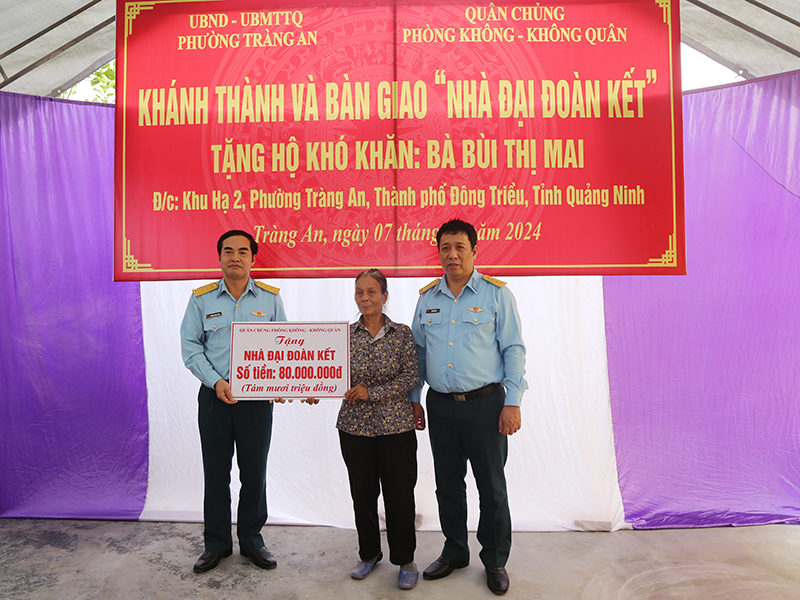 UBND - UBMTTQ
PHƯỜNG TRÀNG AN
QUÂN CHỦNG
PHÒNG KHÔNG - KHÔNG QUÂN
KHÁNH THÀNH VÀ BÀN GIAO "NHÀ ĐẠI ĐOÀN KẾT"
TẶNG HỘ KHÓ KHĂN: BÀ BÙI THỊ MAI
Đ/c: Khu Hạ 2, Phường Tràng An, Thành phố Đông Triều, Tỉnh Quảng Ninh
Tràng An, ngày 07 tháng năm 2024
QUÂN CHỦNG PHÒNG KHÔNG - KHÔNG QUÂN
Tặng
NHÀ ĐẠI ĐOÀN KẾT
Số tiền: 80.000.000đ
(Tám mươi triệu đồng)